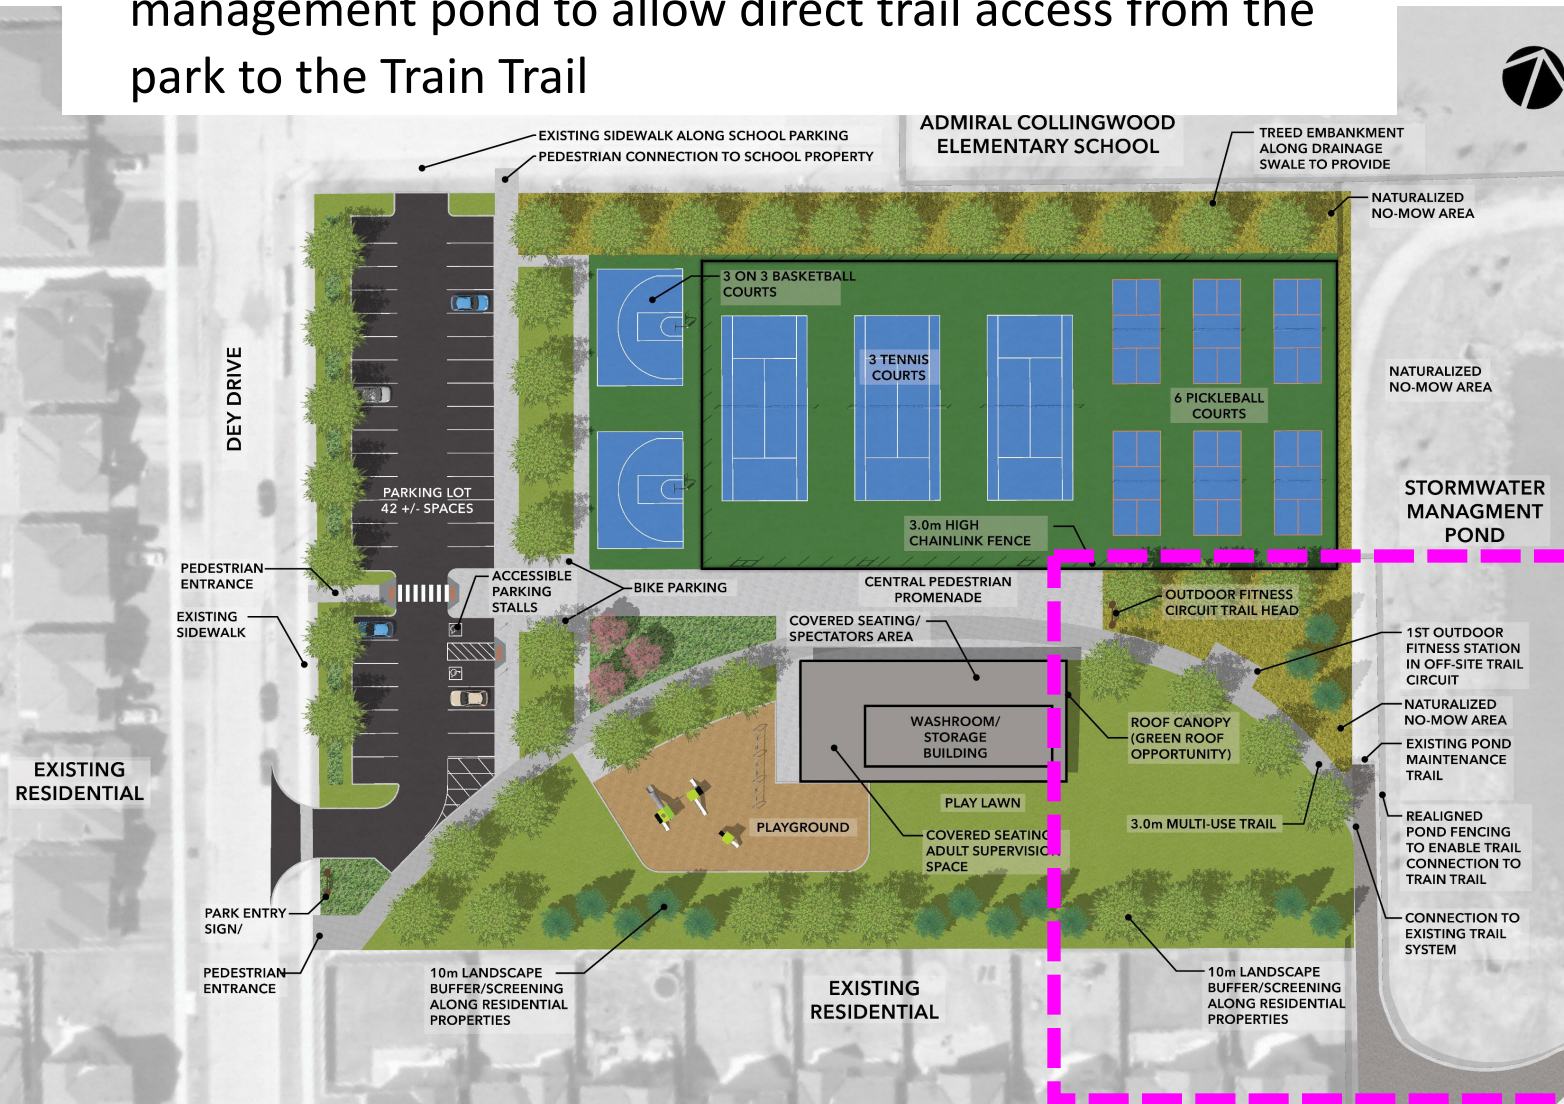 management pond to allow direct trail access from the
park to the Train Trail
EXISTING SIDEWALK ALONG SCHOOL PARKING
PEDESTRIAN CONNECTION TO SCHOOL PROPERTY
ADMIRAL COLLINGWOOD
ELEMENTARY SCHOOL
TREED EMBANKMENT
ALONG DRAINAGE
SWALE TO PROVIDE
NATURALIZED
NO-MOW AREA
3 ON 3 BASKETBALL
COURTS
3 TENNIS
COURTS
6 PICKLEBALL
COURTS
NATURALIZED
NO-MOW AREA
DEY DRIVE
PARKING LOT
42 +/- SPACES
STORMWATER
MANAGMENT
POND
3.0m HIGH
CHAINLINK FENCE
PEDESTRIAN
ENTRANCE
ACCESSIBLE
PARKING
STALLS
BIKE PARKING
CENTRAL PEDESTRIAN
PROMENADE
OUTDOOR FITNESS
CIRCUIT TRAIL HEAD
EXISTING
SIDEWALK
COVERED SEATING/
SPECTATORS AREA
1ST OUTDOOR
FITNESS STATION
IN OFF-SITE TRAIL
CIRCUIT
WASHROOM/
STORAGE
BUILDING
ROOF CANOPY
(GREEN ROOF
OPPORTUNITY)
NATURALIZED
NO-MOW AREA
EXISTING POND
MAINTENANCE
TRAIL
EXISTING
RESIDENTIAL
PLAY LAWN
PLAYGROUND
COVERED SEATING
ADULT SUPERVISION
SPACE
3.0m MULTI-USE TRAIL
REALIGNED
POND FENCING
TO ENABLE TRAIL
CONNECTION TO
TRAIN TRAIL
PARK ENTRY
SIGN/
CONNECTION TO
EXISTING TRAIL
SYSTEM
PEDESTRIAN
ENTRANCE
10m LANDSCAPE
BUFFER/SCREENING
ALONG RESIDENTIAL
PROPERTIES
EXISTING
RESIDENTIAL
10m LANDSCAPE
BUFFER/SCREENING
ALONG RESIDENTIAL
PROPERTIES